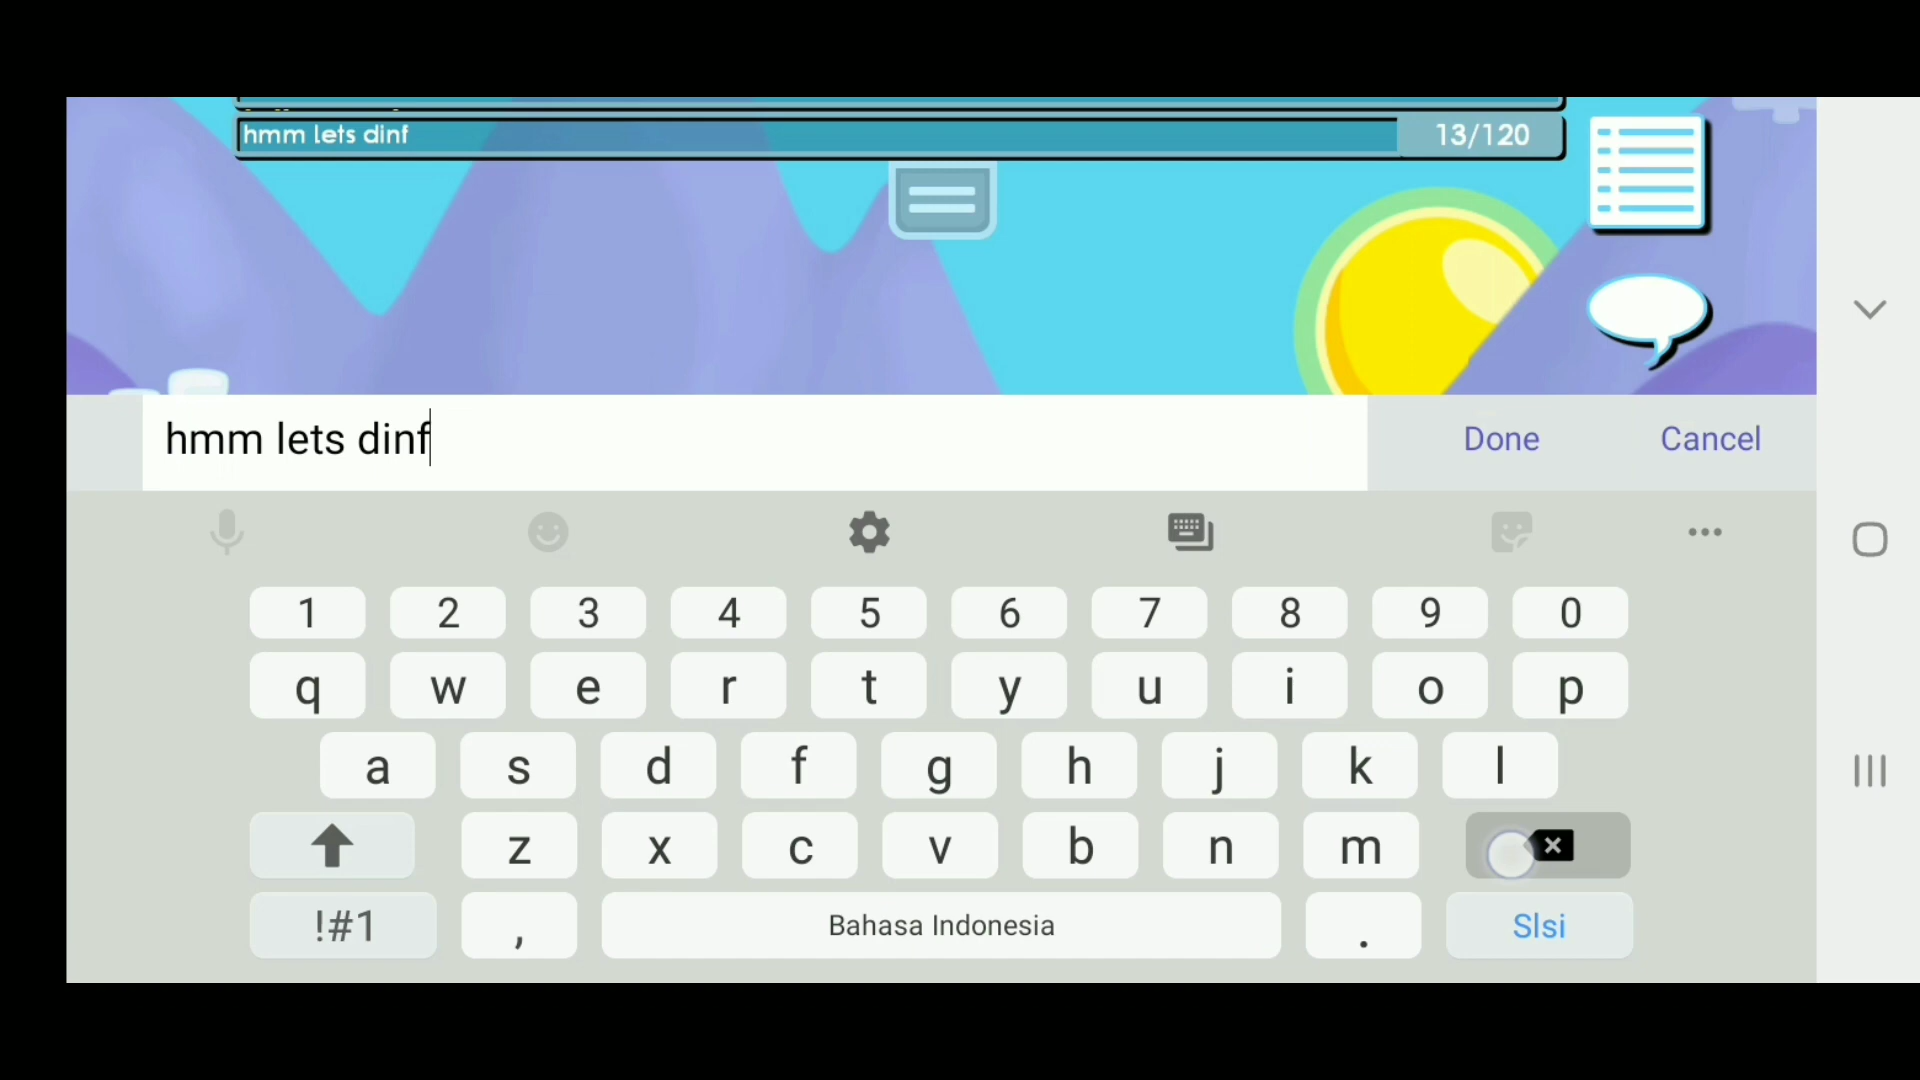 hmm lets dinf
13/120
hmm lets dinf
Done
Cancel
1 2 3 4 5 6 7 8 9 0
q w e r t y u i o p
a s d f g h j k l
z x c v b n m
!#1 , Bahasa Indonesia . Slsi